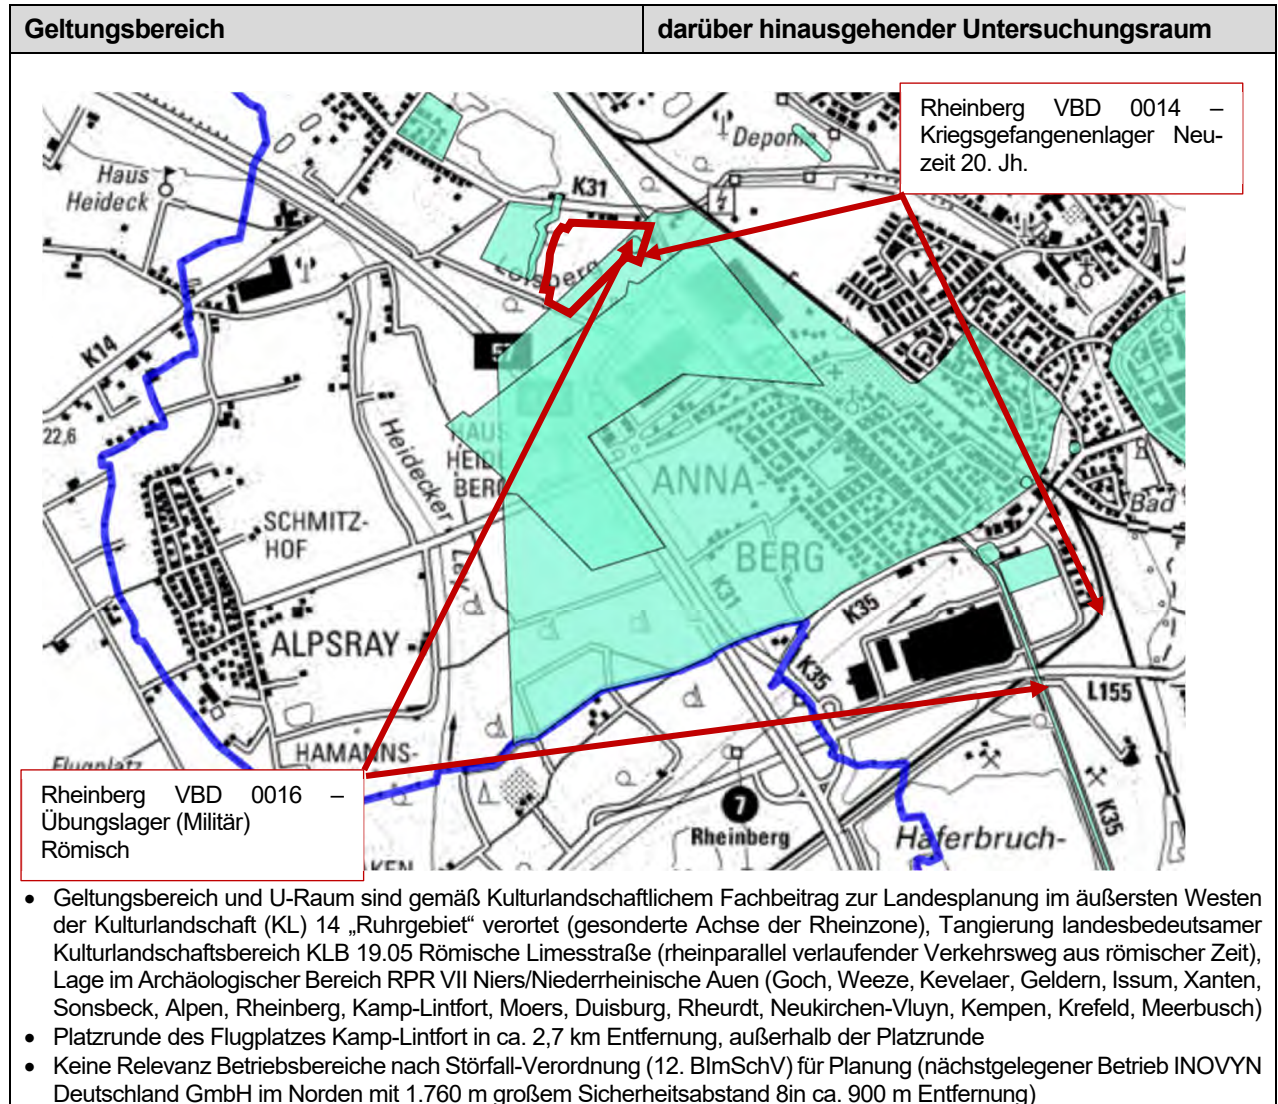 Geltungsbereich
darüber hinausgehender Untersuchungsraum
Rheinberg VBD 0014 –
Kriegsgefangenenlager Neu-
zeit 20. Jh.
Deponie
Haus
Heideck
K31
K14
22,6
Heidecker
Ley
HAUS
HEIDE
BERG
ANNA-
BERG
SCHMITZ-
HOF
K31
K35
Bad
ALPSRAY
K35
L155
HAMANNS-
Flugplatz
K35
7
Rheinberg
Haferbruch-
Rheinberg VBD 0016 –
Übungslager (Militär)
Römisch
• Geltungsbereich und U-Raum sind gemäß Kulturlandschaftlichem Fachbeitrag zur Landesplanung im äußersten Westen
der Kulturlandschaft (KL) 14 „Ruhrgebiet“ verortet (gesonderte Achse der Rheinzone), Tangierung landesbedeutsamer
Kulturlandschaftsbereich KLB 19.05 Römische Limesstraße (rheinparallel verlaufender Verkehrsweg aus römischer Zeit),
Lage im Archäologischer Bereich RPR VII Niers/Niederrheinische Auen (Goch, Weeze, Kevelaer, Geldern, Issum, Xanten,
Sonsbeck, Alpen, Rheinberg, Kamp-Lintfort, Moers, Duisburg, Rheurdt, Neukirchen-Vluyn, Kempen, Krefeld, Meerbusch)
• Platzrunde des Flugplatzes Kamp-Lintfort in ca. 2,7 km Entfernung, außerhalb der Platzrunde
• Keine Relevanz Betriebsbereiche nach Störfall-Verordnung (12. BImSchV) für Planung (nächstgelegener Betrieb INOVYN
Deutschland GmbH im Norden mit 1.760 m großem Sicherheitsabstand 8in ca. 900 m Entfernung)